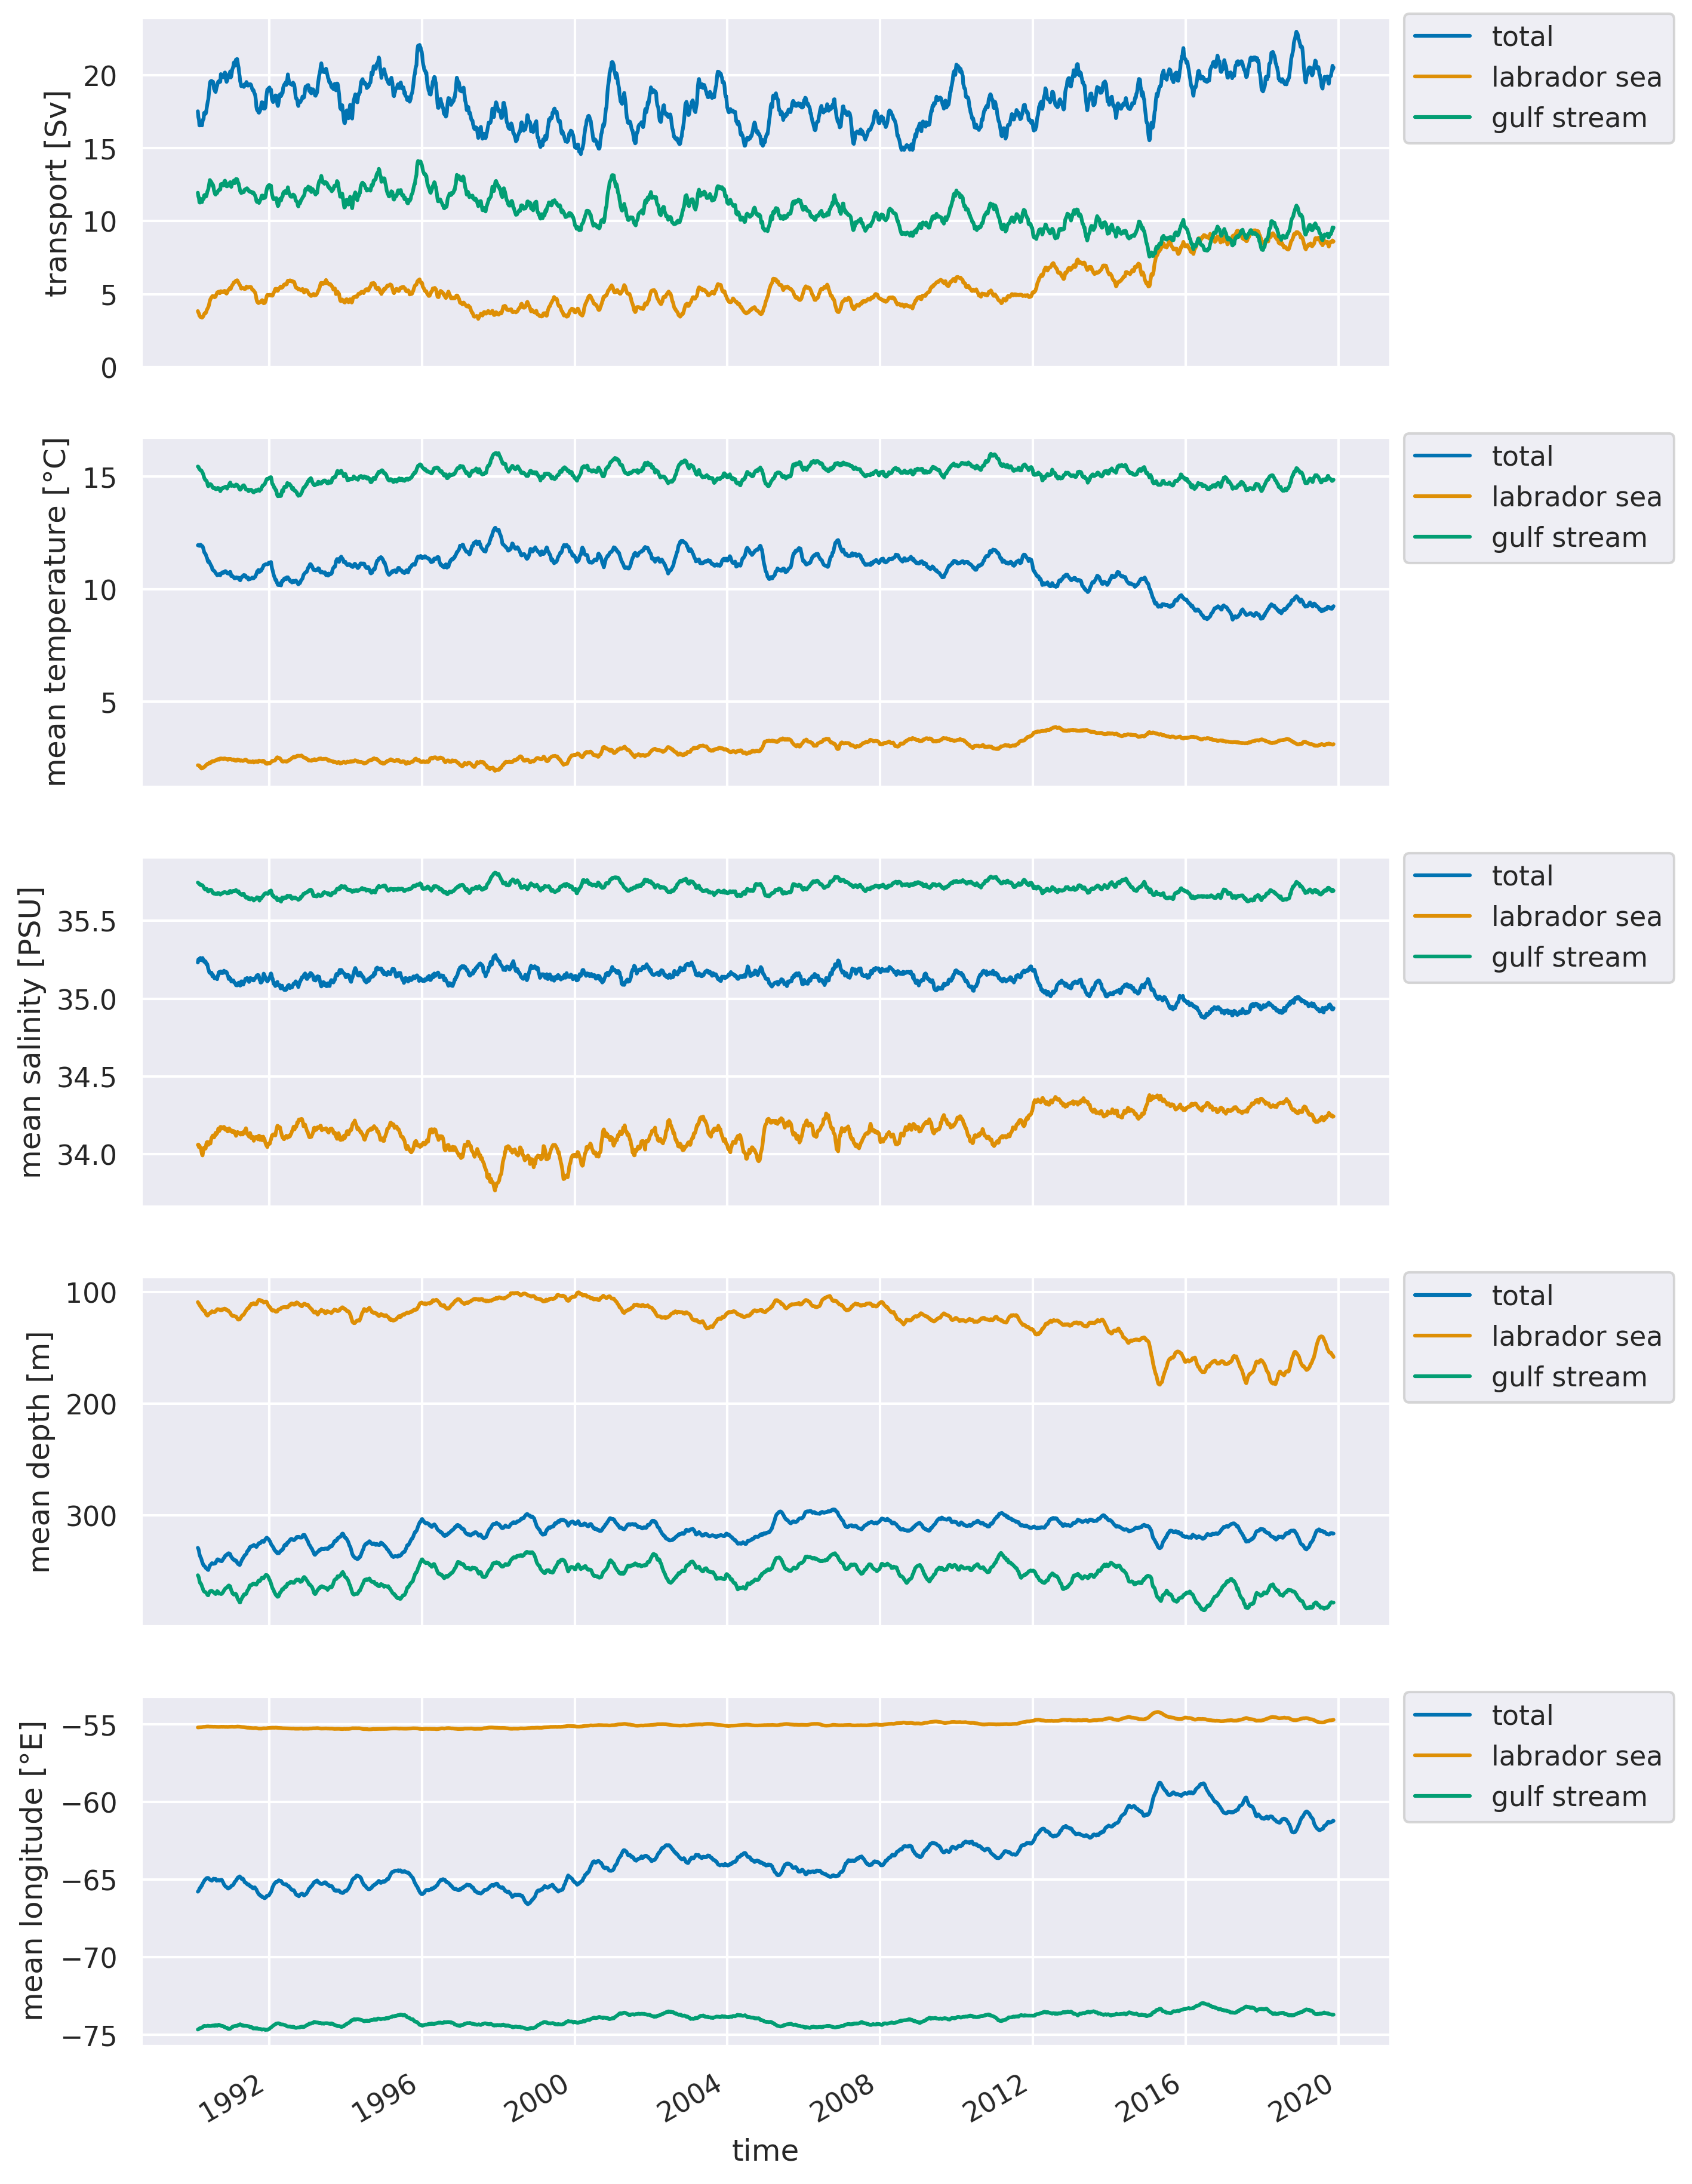 transport [Sv]
20
15
10
5
0
total
labrador sea
gulf stream
mean temperature [°C]
15
10
5
total
labrador sea
gulf stream
mean salinity [PSU]
35.5
35.0
34.5
34.0
total
labrador sea
gulf stream
mean depth [m]
100
200
300
total
labrador sea
gulf stream
mean longitude [°E]
−55
−60
−65
−70
−75
total
labrador sea
gulf stream
1992
1996
2000
2004
2008
2012
2016
2020
time